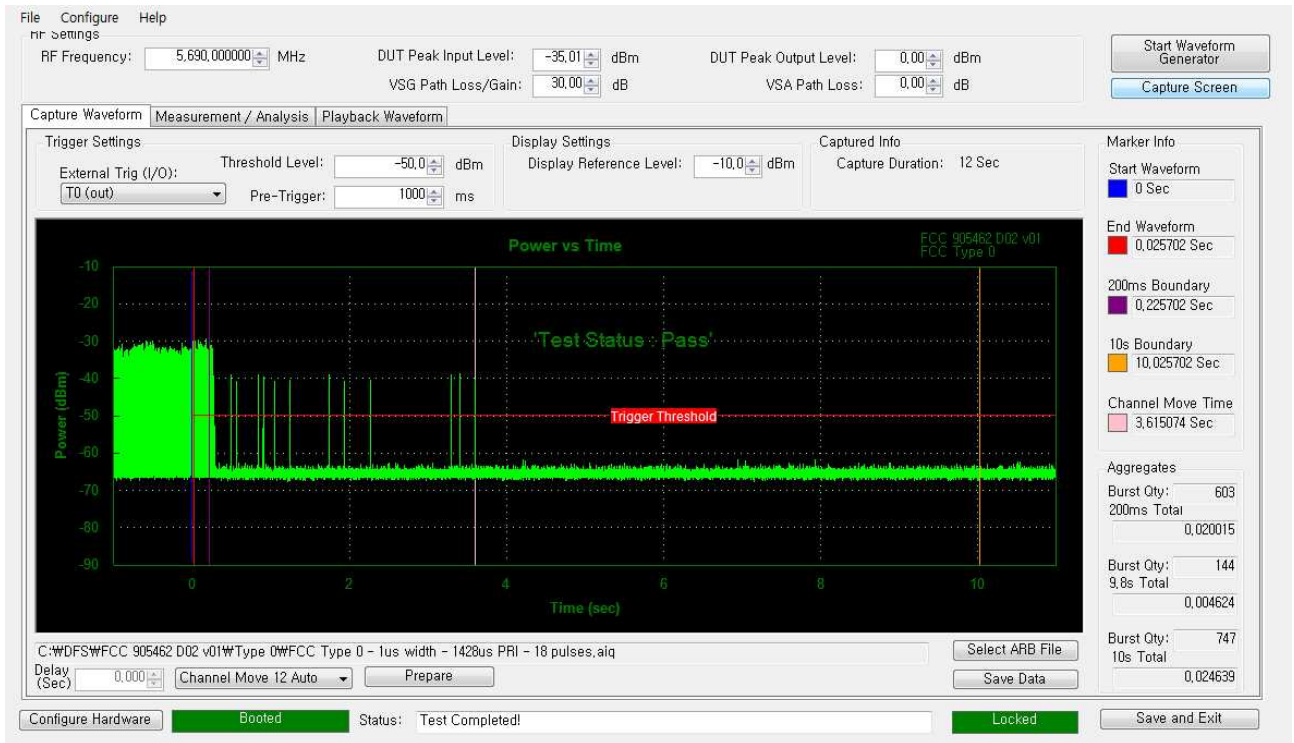 File Configure Help
RF Settings
RF Frequency: 5,690,000000 MHz DUT Peak Input Level: -35,01 dBm DUT Peak Output Level: 0,00 dBm
VSG Path Loss/Gain: 30,00 dB VSA Path Loss: 0,00 dB
Start Waveform
Generator
Capture Screen
Capture Waveform Measurement / Analysis Playback Waveform
Trigger Settings
External Trig (I/O):
T0 (out)
Threshold Level: -50,0 dBm
Pre-Trigger: 1000 ms
Display Settings
Display Reference Level: -10,0 dBm
Captured Info
Capture Duration: 12 Sec
Power vs Time
FCC 905462 D02 v01
FCC Type 0
'Test Status : Pass'
Trigger Threshold
Power (dBm)
-10
-20
-30
-40
-50
-60
-70
-80
-90
0 2 4 6 8 10
Time (sec)
Marker Info
Start Waveform
0 Sec
End Waveform
0,025702 Sec
200ms Boundary
0,225702 Sec
10s Boundary
10,025702 Sec
Channel Move Time
3,615074 Sec
Aggregates
Burst Qty: 603
200ms Total
0,020015
Burst Qty: 144
9,8s Total
0,004624
Burst Qty: 747
10s Total
0,024639
C:₩DFS₩FCC 905462 D02 v01₩Type 0₩FCC Type 0 - 1us width - 1428us PRI - 18 pulses,aiq
Select ARB File
Delay
(Sec) 0,000 Channel Move 12 Auto Prepare
Save Data
Configure Hardware Booted Status: Test Completed! Locked Save and Exit